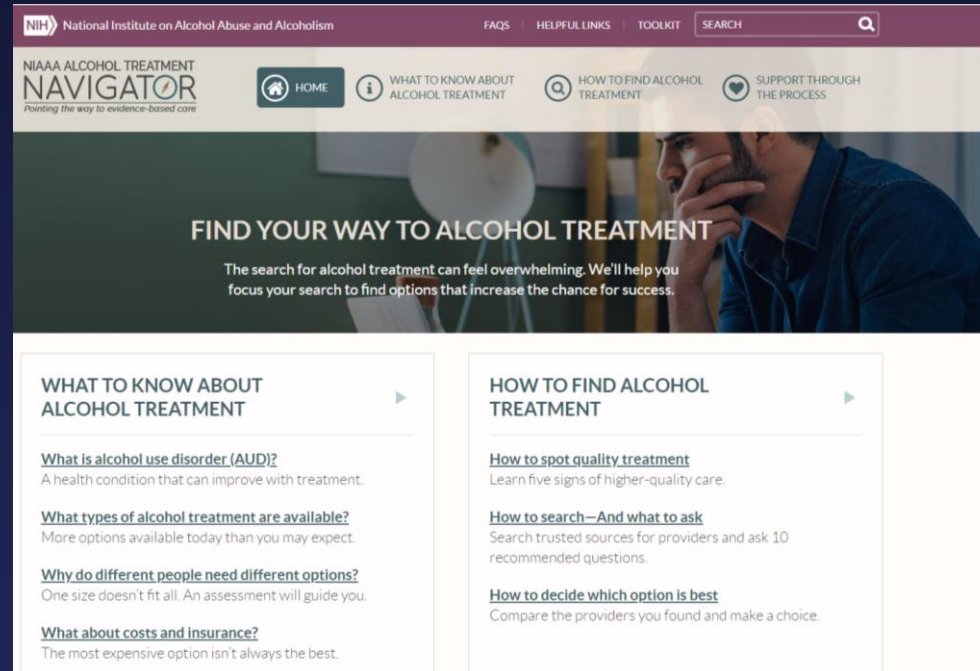 NIH National Institute on Alcohol Abuse and Alcoholism
FAQS HELPFUL LINKS TOOLKIT SEARCH
NIAAA ALCOHOL TREATMENT
NAVIGATOR
Pointing the way to evidence-based care
HOME
WHAT TO KNOW ABOUT
ALCOHOL TREATMENT
HOW TO FIND ALCOHOL
TREATMENT
SUPPORT THROUGH
THE PROCESS
FIND YOUR WAY TO ALCOHOL TREATMENT
The search for alcohol treatment can feel overwhelming. We'll help you
focus your search to find options that increase the chance for success.
WHAT TO KNOW ABOUT
ALCOHOL TREATMENT
What is alcohol use disorder (AUD)?
A health condition that can improve with treatment.
What types of alcohol treatment are available?
More options available today than you may expect.
Why do different people need different options?
One size doesn't fit all. An assessment will guide you.
What about costs and insurance?
The most expensive option isn't always the best.
HOW TO FIND ALCOHOL
TREATMENT
How to spot quality treatment
Learn five signs of higher-quality care.
How to search—And what to ask
Search trusted sources for providers and ask 10
recommended questions.
How to decide which option is best
Compare the providers you found and make a choice.